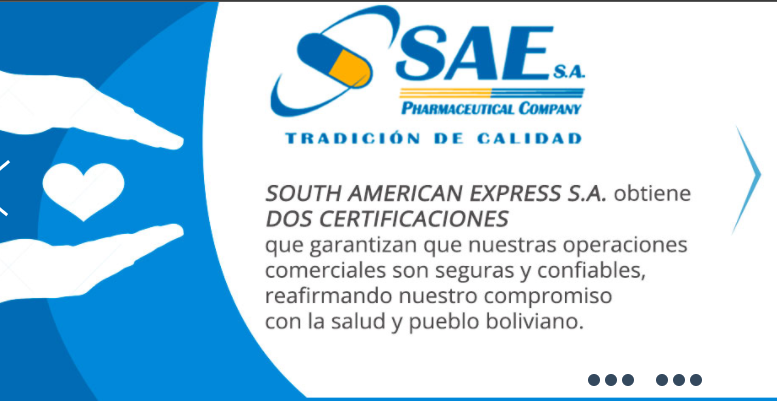 SAE S.A.
PHARMACEUTICAL COMPANY
TRADICIÓN DE CALIDAD
SOUTH AMERICAN EXPRESS S.A. obtiene
DOS CERTIFICACIONES
que garantizan que nuestras operaciones
comerciales son seguras y confiables,
reafirmando nuestro compromiso
con la salud y pueblo boliviano.